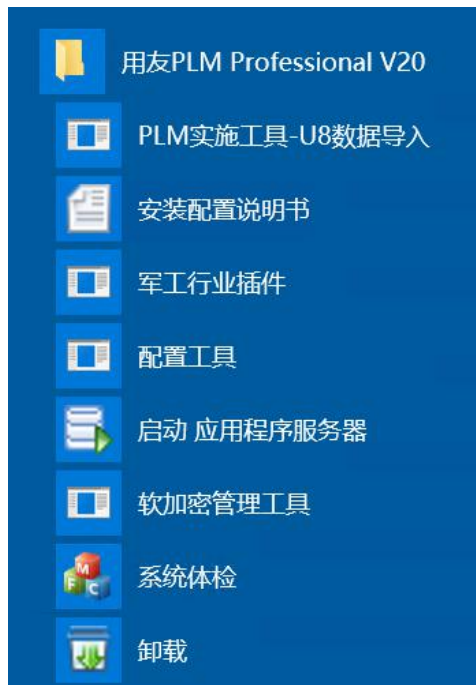 用友PLM Professional V20
PLM实施工具-U8数据导入
安装配置说明书
军工行业插件
配置工具
启动 应用程序服务器
软加密管理工具
系统体检
卸载